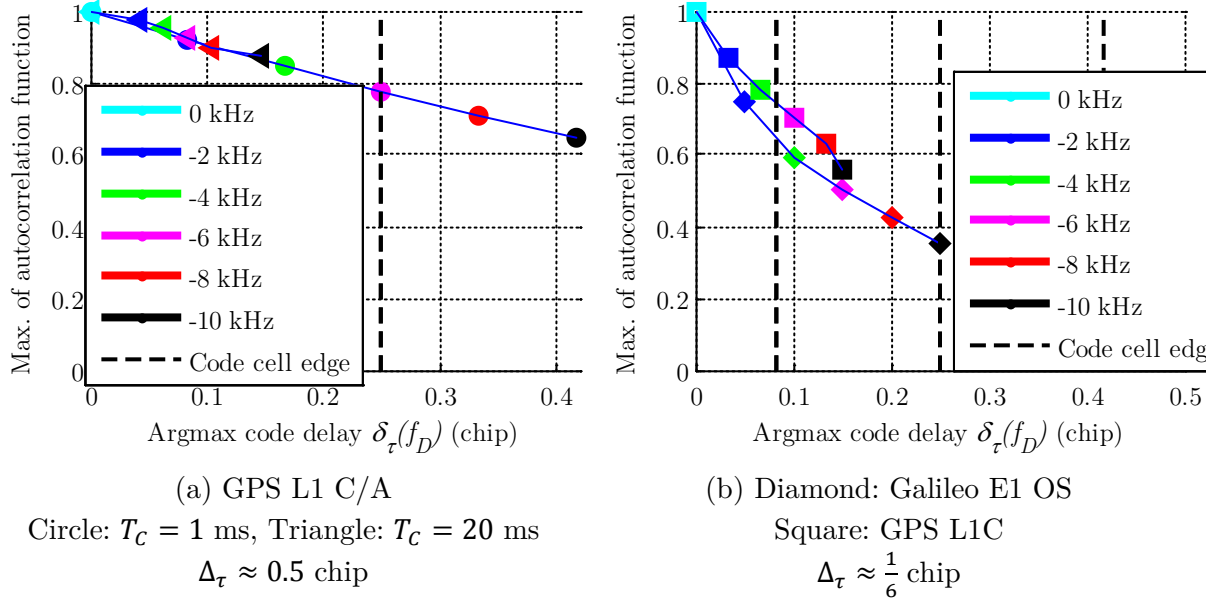 Max. of autocorrelation function
1
0.8
0.6
0.4
0.2
0
0 kHz
-2 kHz
-4 kHz
-6 kHz
-8 kHz
-10 kHz
Code cell edge
0 0.1 0.2 0.3 0.4
Argmax code delay δτ(fD) (chip)
(a) GPS L1 C/A
Circle: TC = 1 ms, Triangle: TC = 20 ms
Δτ ≈ 0.5 chip
Max. of autocorrelation function
1
0.8
0.6
0.4
0.2
0
0 kHz
-2 kHz
-4 kHz
-6 kHz
-8 kHz
-10 kHz
Code cell edge
0 0.1 0.2 0.3 0.4 0.5
Argmax code delay δτ(fD) (chip)
(b) Diamond: Galileo E1 OS
Square: GPS L1C
Δτ ≈ 1/6 chip